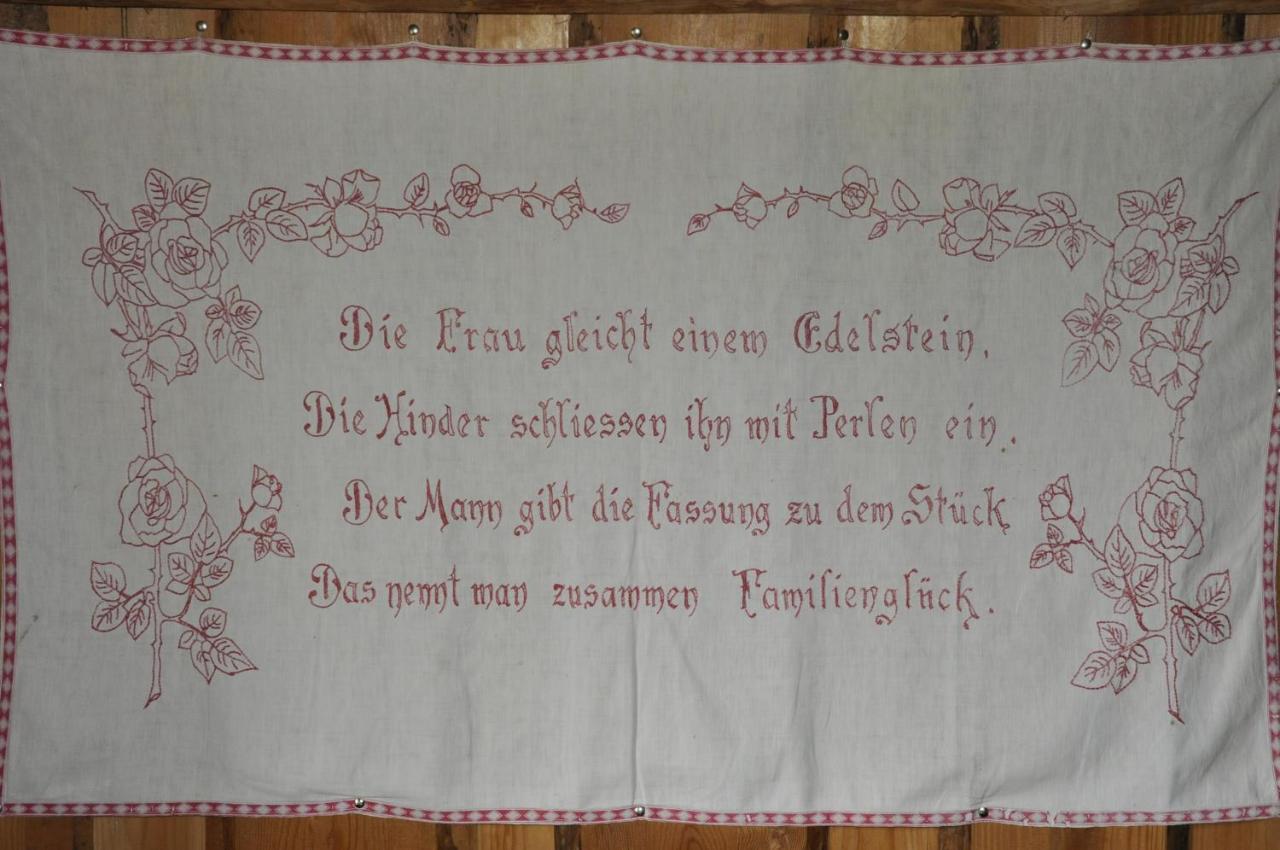 Die Frau gleicht einem Edelstein,
Die Kinder schliessen ihn mit Perlen ein.
Der Mann gibt die Fassung zu dem Stück
Das nennt man zusammen Familienglück.